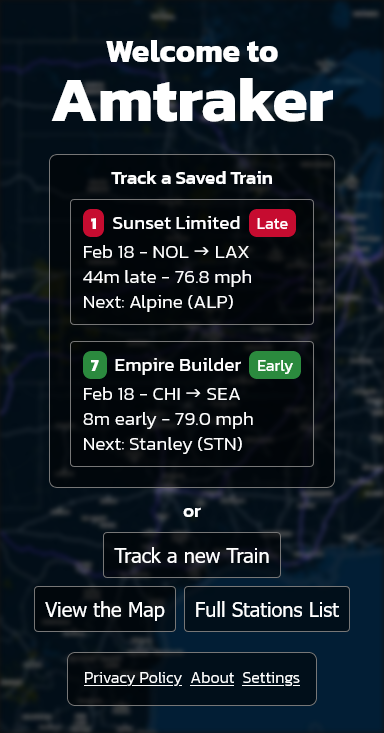 Welcome to
Amtraker
Track a Saved Train
1 Sunset Limited Late
Feb 18 - NOL → LAX
44m late - 76.8 mph
Next: Alpine (ALP)
7 Empire Builder Early
Feb 18 - CHI → SEA
8m early - 79.0 mph
Next: Stanley (STN)
or
Track a new Train
View the Map Full Stations List
Privacy Policy About Settings